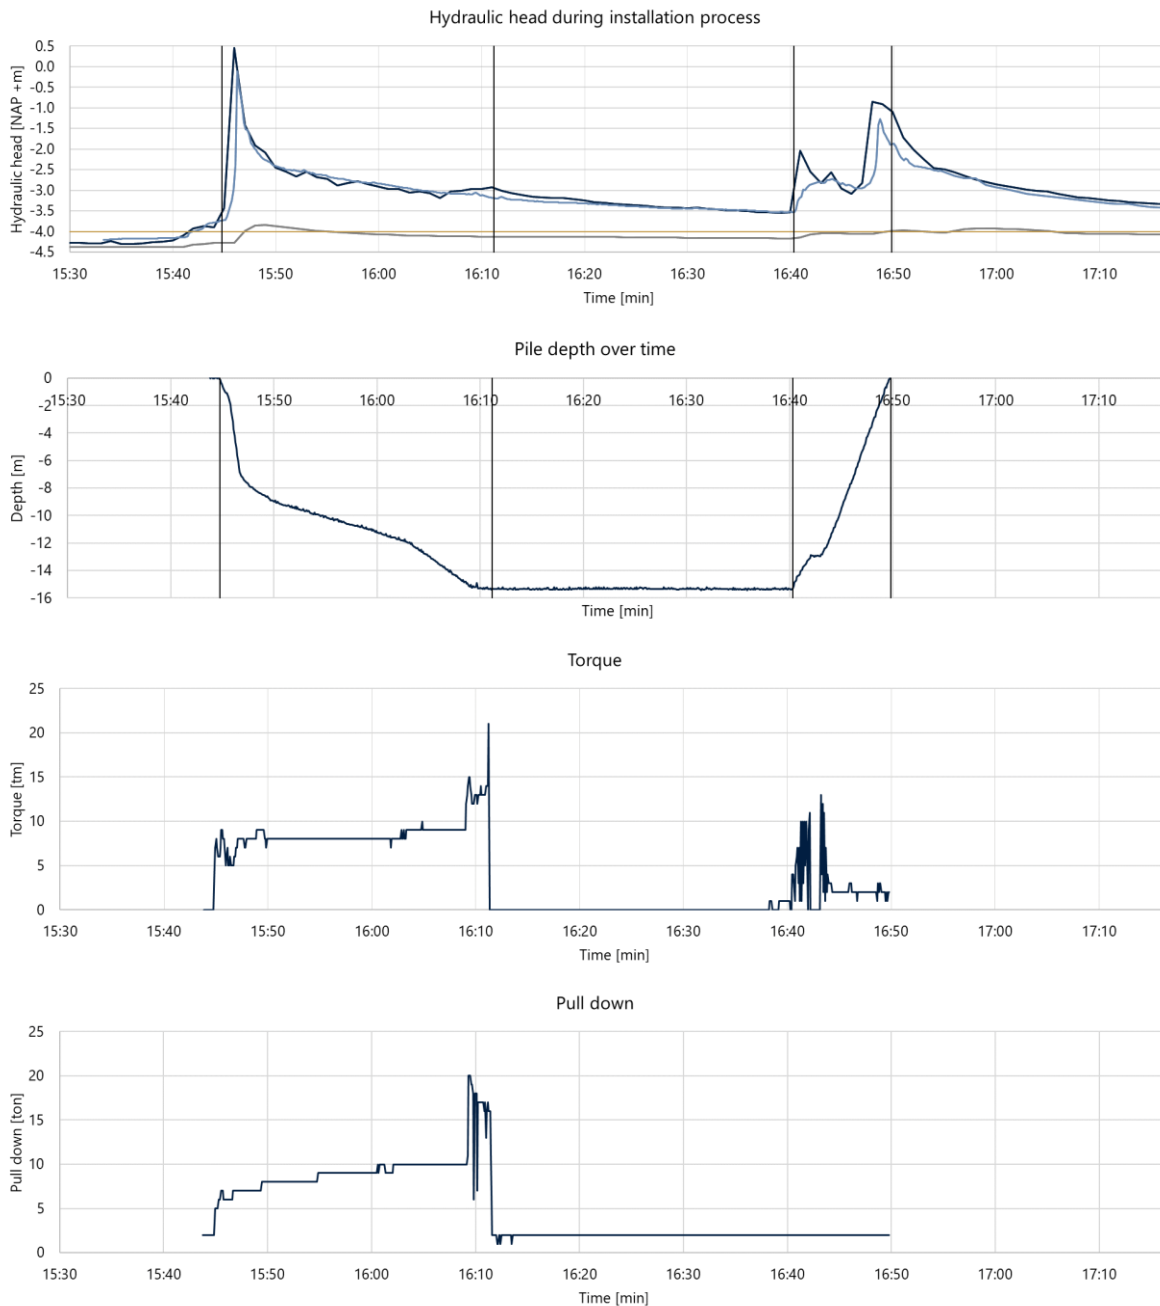 Hydraulic head during installation process
Hydraulic head [NAP +m]
0.5
0.0
-0.5
-1.0
-1.5
-2.0
-2.5
-3.0
-3.5
-4.0
-4.5
15:30 15:40 15:50 16:00 16:10 16:20 16:30 16:40 16:50 17:00 17:10
Time [min]
Pile depth over time
Depth [m]
0
15:30 15:40 15:50 16:00 16:10 16:20 16:30 16:40 16:50 17:00 17:10
-2
-4
-6
-8
-10
-12
-14
-16
Time [min]
Torque
Torque [tm]
25
20
15
10
5
0
15:30 15:40 15:50 16:00 16:10 16:20 16:30 16:40 16:50 17:00 17:10
Time [min]
Pull down
Pull down [ton]
25
20
15
10
5
0
15:30 15:40 15:50 16:00 16:10 16:20 16:30 16:40 16:50 17:00 17:10
Time [min]